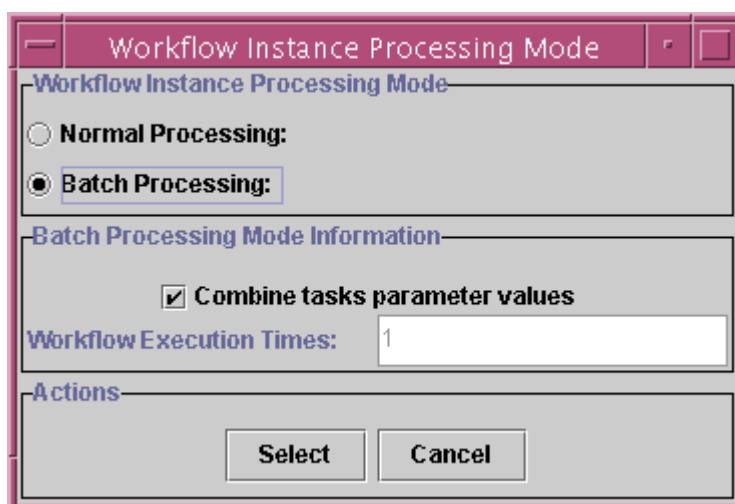 Workflow Instance Processing Mode
Workflow Instance Processing Mode
Normal Processing:
Batch Processing:
Batch Processing Mode Information
Combine tasks parameter values
Workflow Execution Times: 1
Actions
Select Cancel